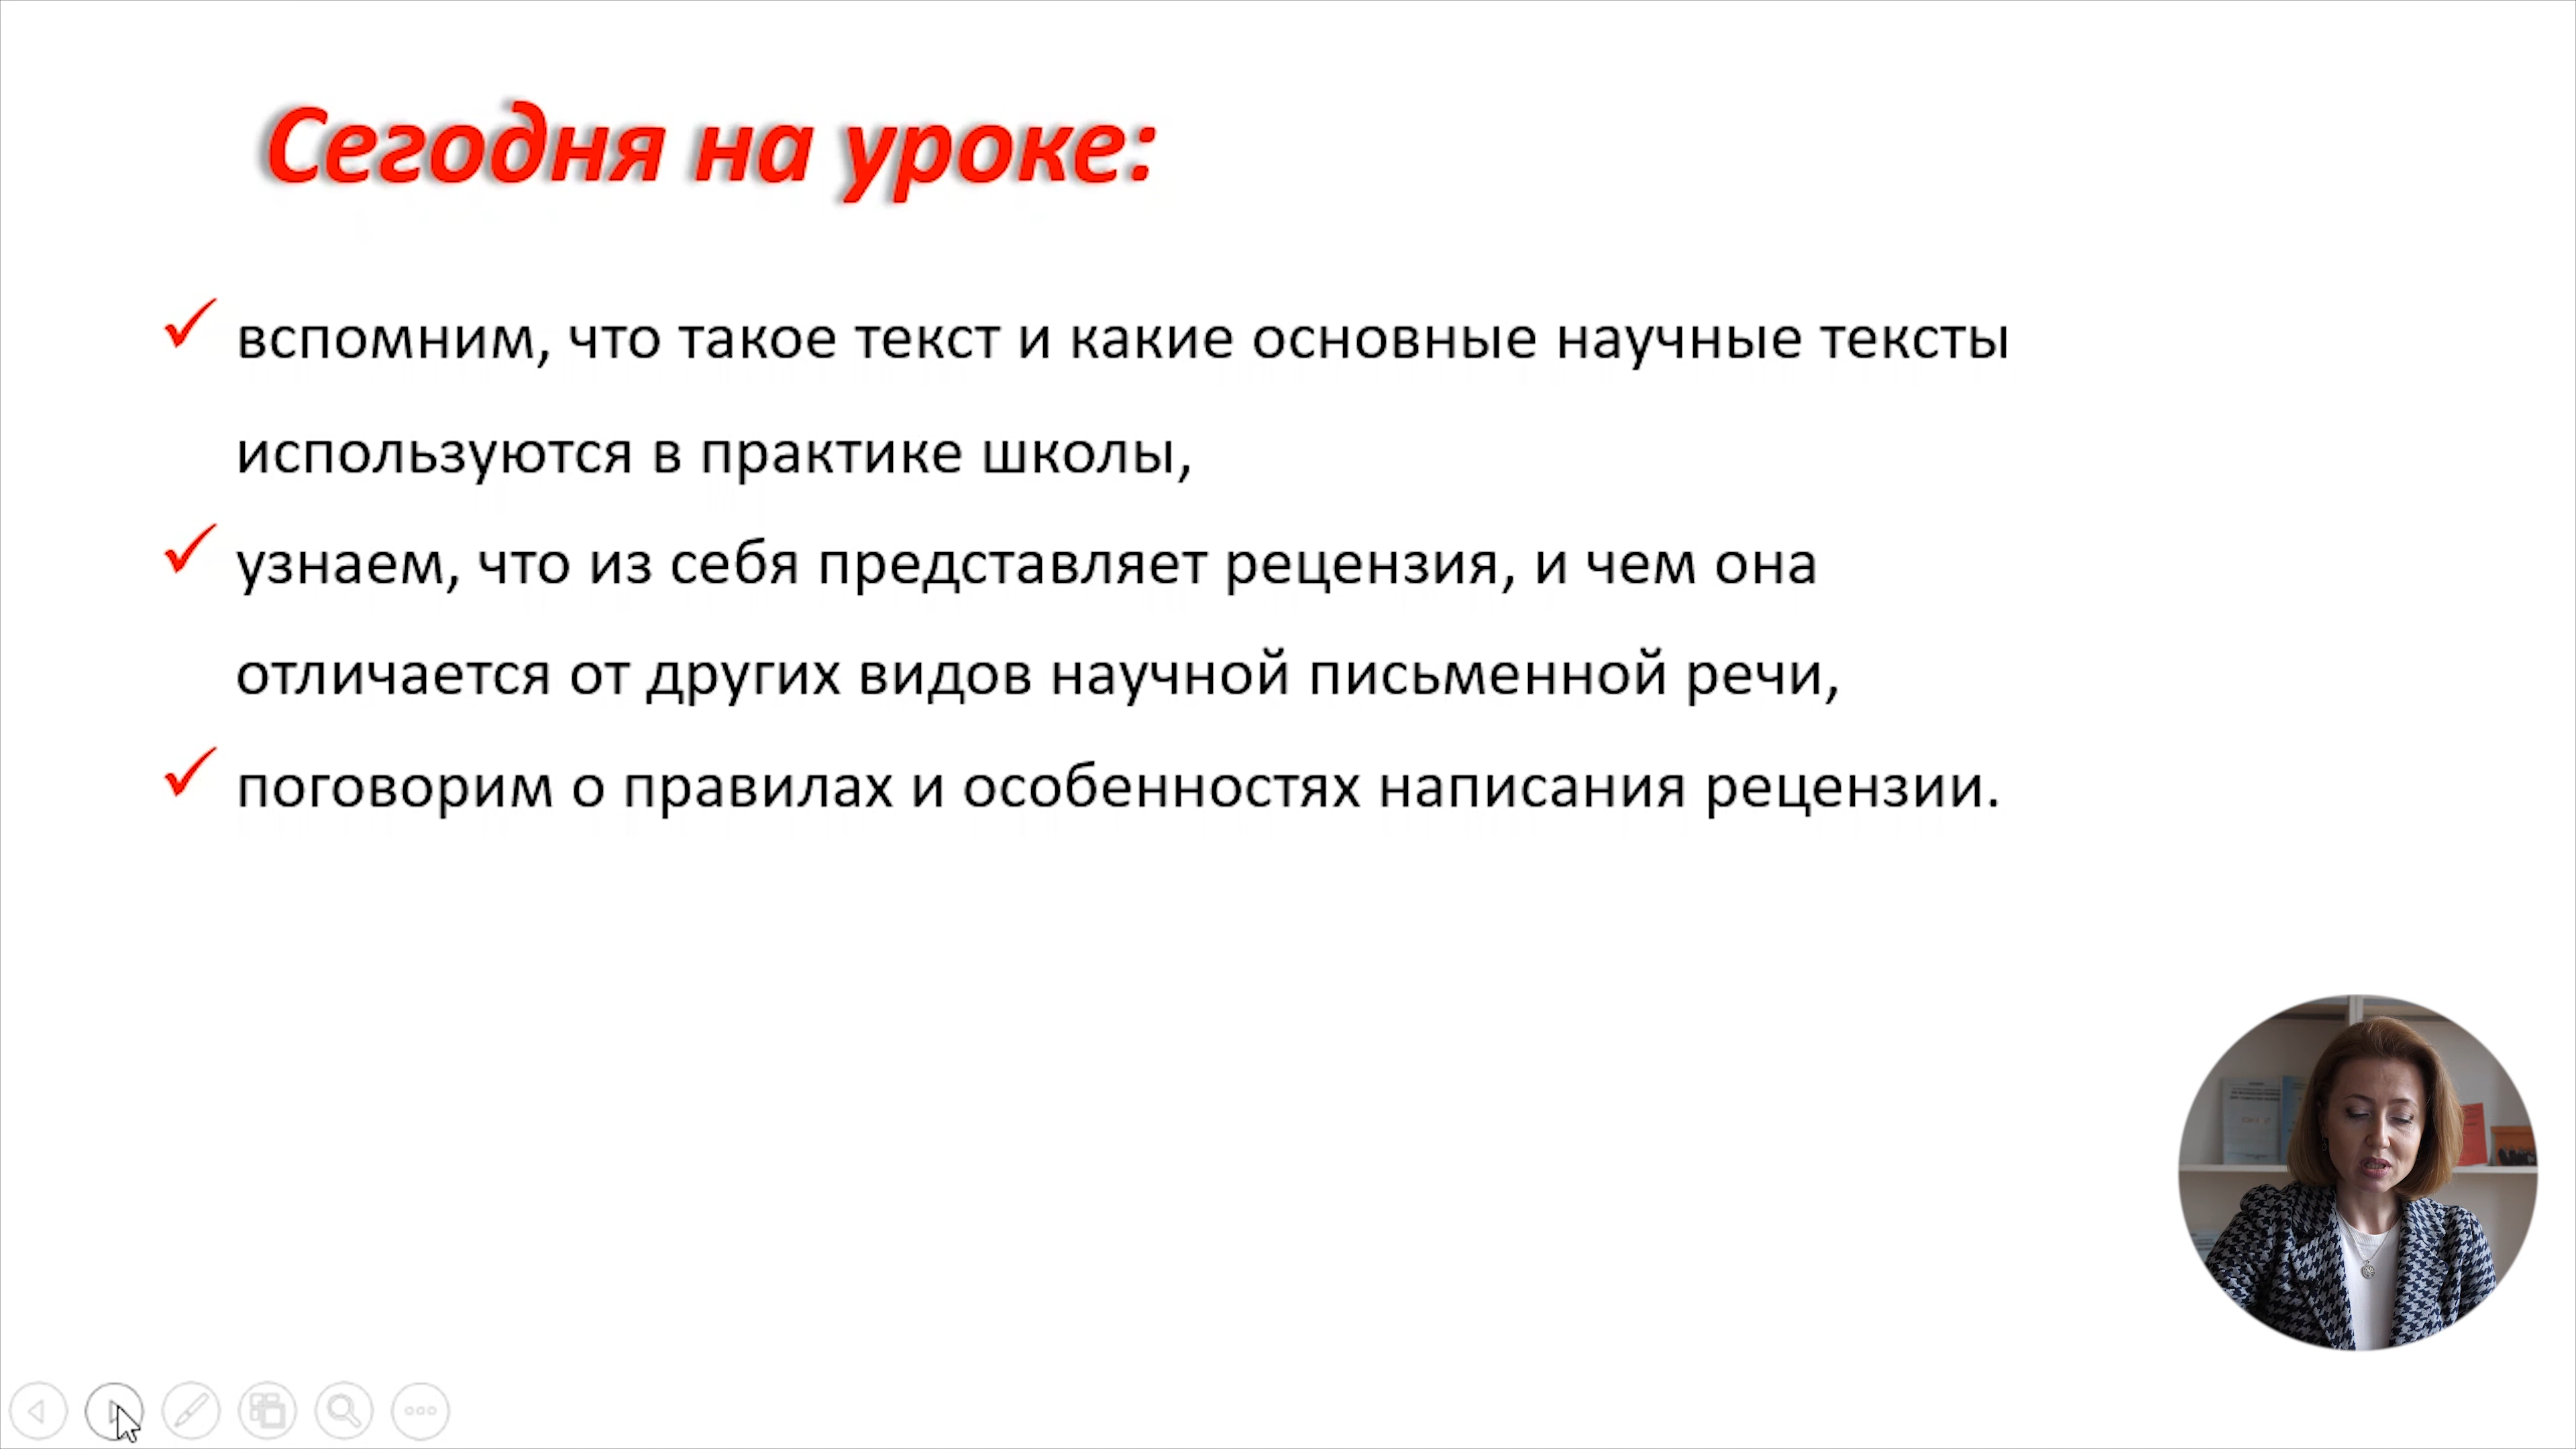 Сегодня на уроке:
вспомним, что такое текст и какие основные научные тексты
используются в практике школы,
узнаем, что из себя представляет рецензия, и чем она
отличается от других видов научной письменной речи,
поговорим о правилах и особенностях написания рецензии.